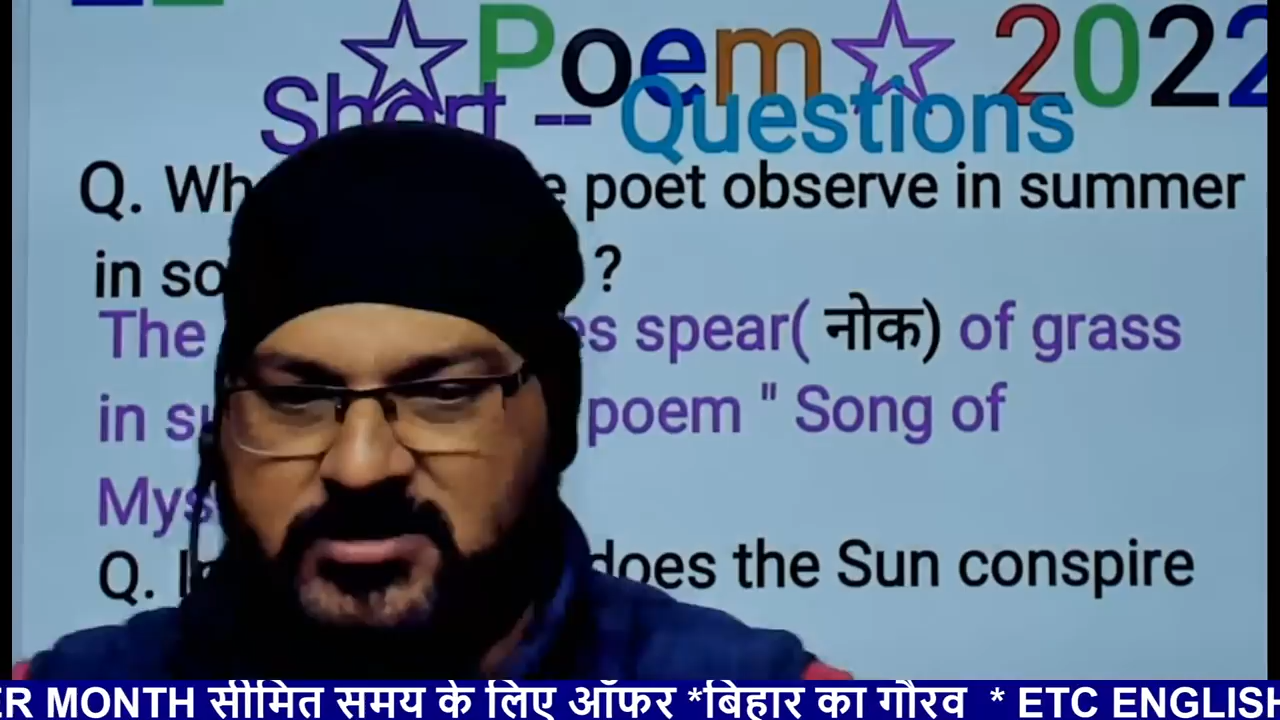 ☆Poem☆ 2022
Short -- Questions
Q. Wh e poet observe in summer
in so ?
The es spear( नोक) of grass
in su poem " Song of
Mys
Q. In does the Sun conspire
ER MONTH सीमित समय के लिए ऑफर *बिहार का गौरव * ETC ENGLISH